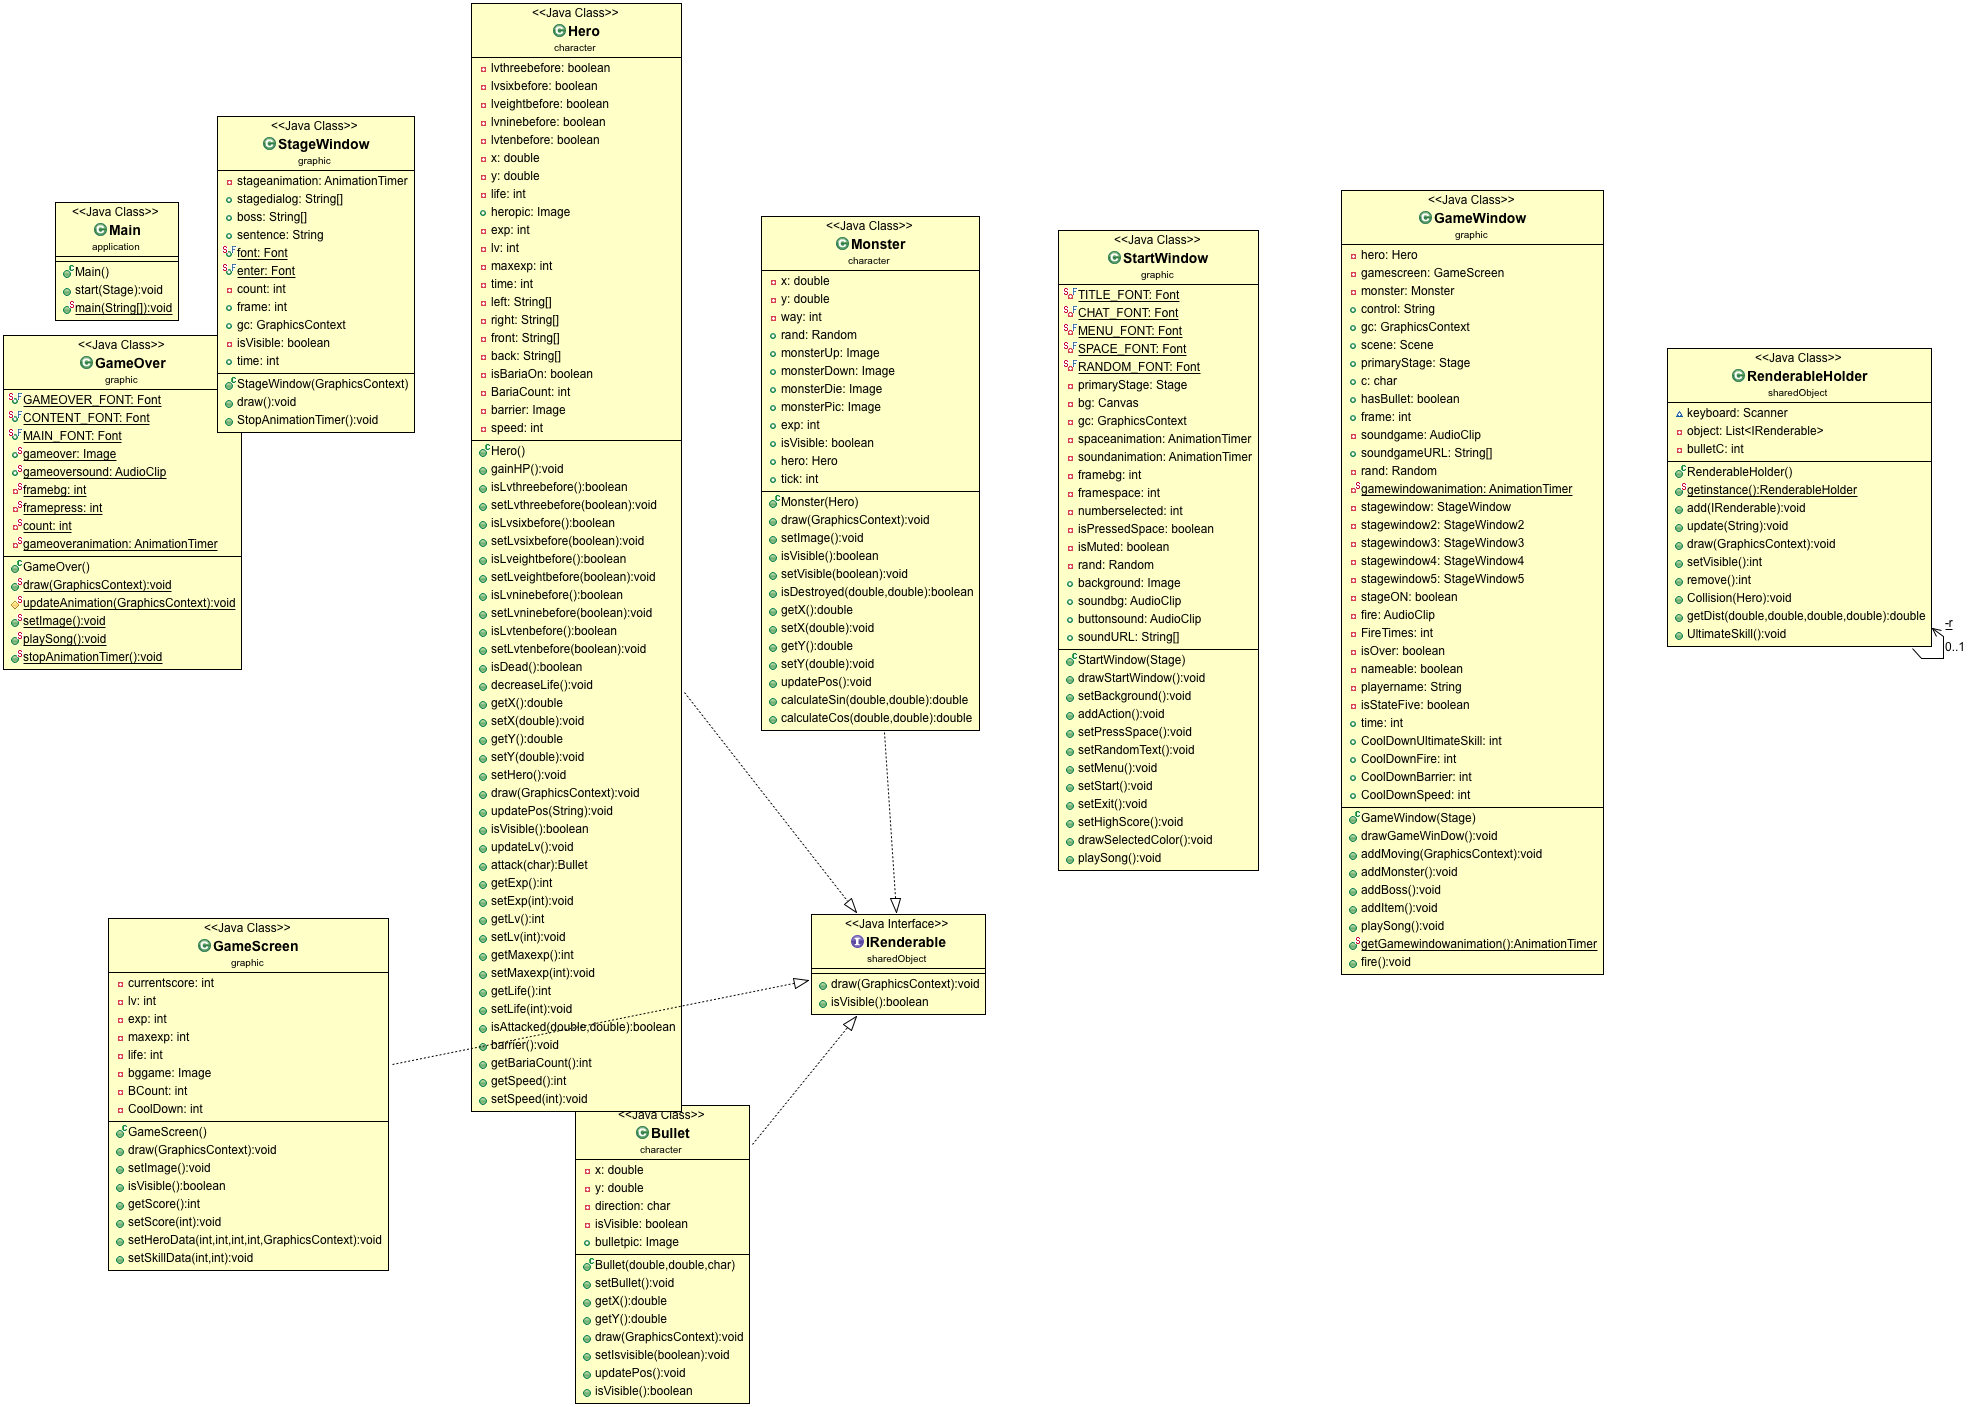 <<Java Class>>
Hero
character
lvthreebefore: boolean
lvsixbefore: boolean
lveightbefore: boolean
lvninebefore: boolean
lvtenbefore: boolean
x: double
y: double
life: int
heropic: Image
exp: int
lv: int
maxexp: int
time: int
left: String[]
right: String[]
front: String[]
back: String[]
isBariaOn: boolean
BariaCount: int
barrier: Image
speed: int
Hero()
gainHP():void
isLvthreebefore():boolean
setLvthreebefore(boolean):void
isLvsixbefore():boolean
setLvsixbefore(boolean):void
isLveightbefore():boolean
setLveightbefore(boolean):void
isLvninebefore():boolean
setLvninebefore(boolean):void
isLvtenbefore():boolean
setLvtenbefore(boolean):void
isDead():boolean
decreaseLife():void
getX():double
setX(double):void
getY():double
setY(double):void
setHero():void
draw(GraphicsContext):void
updatePos(String):void
isVisible():boolean
updateLv():void
attack(char):Bullet
getExp():int
setExp(int):void
getLv():int
setLv(int):void
getMaxexp():int
setMaxexp(int):void
getLife():int
setLife(int):void
isAttacked(double,double):boolean
barrier():void
getBariaCount():int
getSpeed():int
setSpeed(int):void
<<Java Class>>
StageWindow
graphic
stageanimation: AnimationTimer
stagedialog: String[]
boss: String[]
sentence: String
font: Font
enter: Font
count: int
frame: int
gc: GraphicsContext
isVisible: boolean
time: int
StageWindow(GraphicsContext)
draw():void
StopAnimationTimer():void
<<Java Class>>
Main
application
Main()
start(Stage):void
main(String[]):void
<<Java Class>>
GameOver
graphic
GAMEOVER_FONT: Font
CONTENT_FONT: Font
MAIN_FONT: Font
gameover: Image
gameoversound: AudioClip
framebg: int
framepress: int
count: int
gameoveranimation: AnimationTimer
GameOver()
draw(GraphicsContext):void
updateAnimation(GraphicsContext):void
setImage():void
playSong():void
stopAnimationTimer():void
<<Java Class>>
Monster
character
x: double
y: double
way: int
rand: Random
monsterUp: Image
monsterDown: Image
monsterDie: Image
monsterPic: Image
exp: int
isVisible: boolean
hero: Hero
tick: int
Monster(Hero)
draw(GraphicsContext):void
setImage():void
isVisible():boolean
setVisible(boolean):void
isDestroyed(double,double):boolean
getX():double
setX(double):void
getY():double
setY(double):void
updatePos():void
calculateSin(double,double):double
calculateCos(double,double):double
<<Java Class>>
StartWindow
graphic
TITLE_FONT: Font
CHAT_FONT: Font
MENU_FONT: Font
SPACE_FONT: Font
RANDOM_FONT: Font
primaryStage: Stage
bg: Canvas
gc: GraphicsContext
spaceanimation: AnimationTimer
soundanimation: AnimationTimer
framebg: int
framespace: int
numberselected: int
isPressedSpace: boolean
isMuted: boolean
rand: Random
background: Image
soundbg: AudioClip
buttonsound: AudioClip
soundURL: String[]
StartWindow(Stage)
drawStartWindow():void
setBackground():void
addAction():void
setPressSpace():void
setRandomText():void
setMenu():void
setStart():void
setExit():void
setHighScore():void
drawSelectedColor():void
playSong():void
<<Java Class>>
GameWindow
graphic
hero: Hero
gamescreen: GameScreen
monster: Monster
control: String
gc: GraphicsContext
scene: Scene
primaryStage: Stage
c: char
hasBullet: boolean
frame: int
soundgame: AudioClip
soundgameURL: String[]
rand: Random
gamewindowanimation: AnimationTimer
stagewindow: StageWindow
stagewindow2: StageWindow2
stagewindow3: StageWindow3
stagewindow4: StageWindow4
stagewindow5: StageWindow5
stageON: boolean
fire: AudioClip
FireTimes: int
isOver: boolean
nameable: boolean
playername: String
isStateFive: boolean
time: int
CoolDownUltimateSkill: int
CoolDownFire: int
CoolDownBarrier: int
CoolDownSpeed: int
GameWindow(Stage)
drawGameWinDow():void
addMoving(GraphicsContext):void
addMonster():void
addBoss():void
addItem():void
playSong():void
getGamewindowanimation():AnimationTimer
fire():void
<<Java Class>>
RenderableHolder
sharedObject
keyboard: Scanner
object: List<IRenderable>
bulletC: int
RenderableHolder()
getinstance():RenderableHolder
add(IRenderable):void
update(String):void
draw(GraphicsContext):void
setVisible():int
remove():int
Collision(Hero):void
getDist(double,double,double,double):double
UltimateSkill():void
-r
0..1
<<Java Class>>
GameScreen
graphic
currentscore: int
lv: int
exp: int
maxexp: int
life: int
bggame: Image
BCount: int
CoolDown: int
GameScreen()
draw(GraphicsContext):void
setImage():void
isVisible():boolean
getScore():int
setScore(int):void
setHeroData(int,int,int,int,GraphicsContext):void
setSkillData(int,int):void
<<Java Interface>>
IRenderable
sharedObject
draw(GraphicsContext):void
isVisible():boolean
<<Java Class>>
Bullet
character
x: double
y: double
direction: char
isVisible: boolean
bulletpic: Image
Bullet(double,double,char)
setBullet():void
getX():double
getY():double
draw(GraphicsContext):void
setIsvisible(boolean):void
updatePos():void
isVisible():boolean